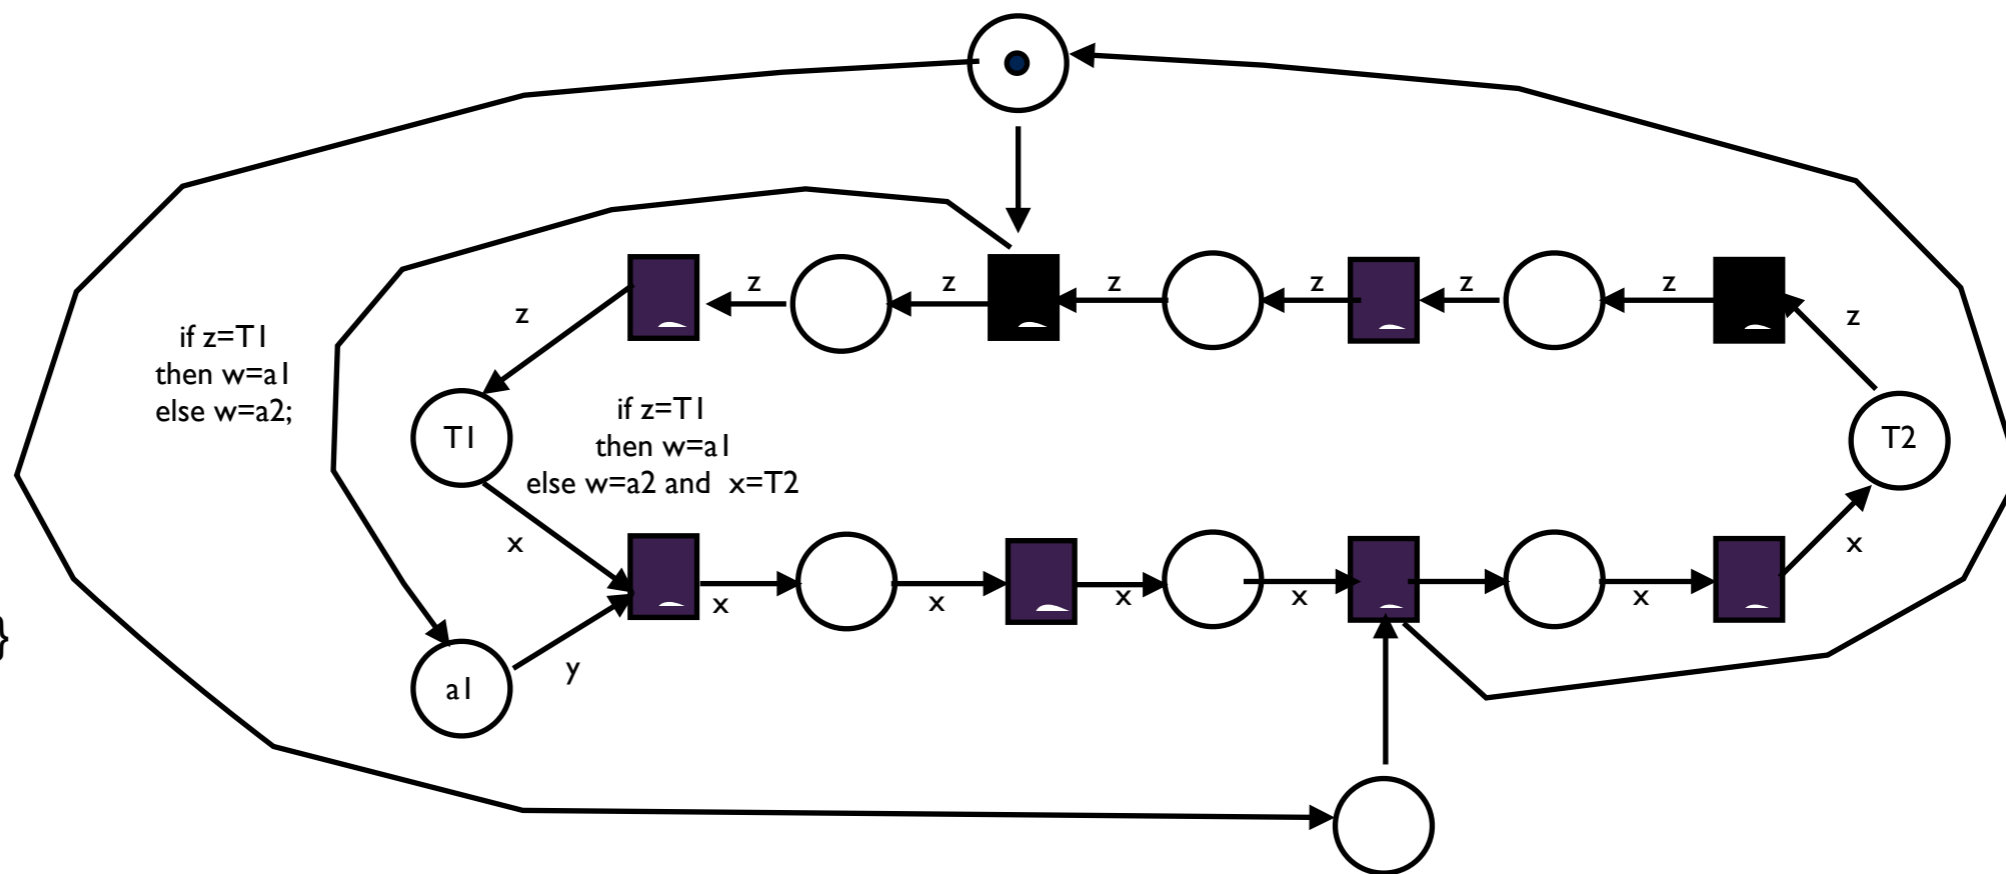 z
z
z
z
z
z
z
if z=T1
then w=a1
else w=a2;
if z=T1
then w=a1
else w=a2 and x=T2
T1
T2
x
x
x
x
x
x
x
}
a1
y